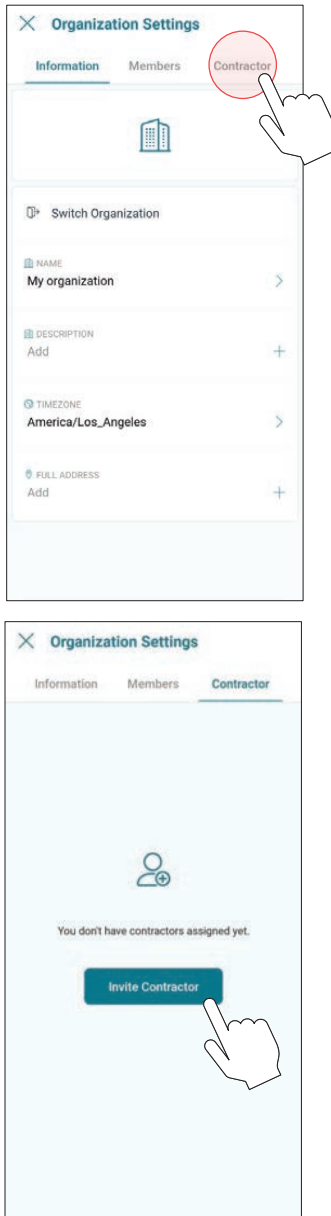 Organization Settings
Information Members Contractor
Switch Organization
NAME
My organization
DESCRIPTION
Add
TIMEZONE
America/Los_Angeles
FULL ADDRESS
Add
Organization Settings
Information Members Contractor
You don't have contractors assigned yet.
Invite Contractor